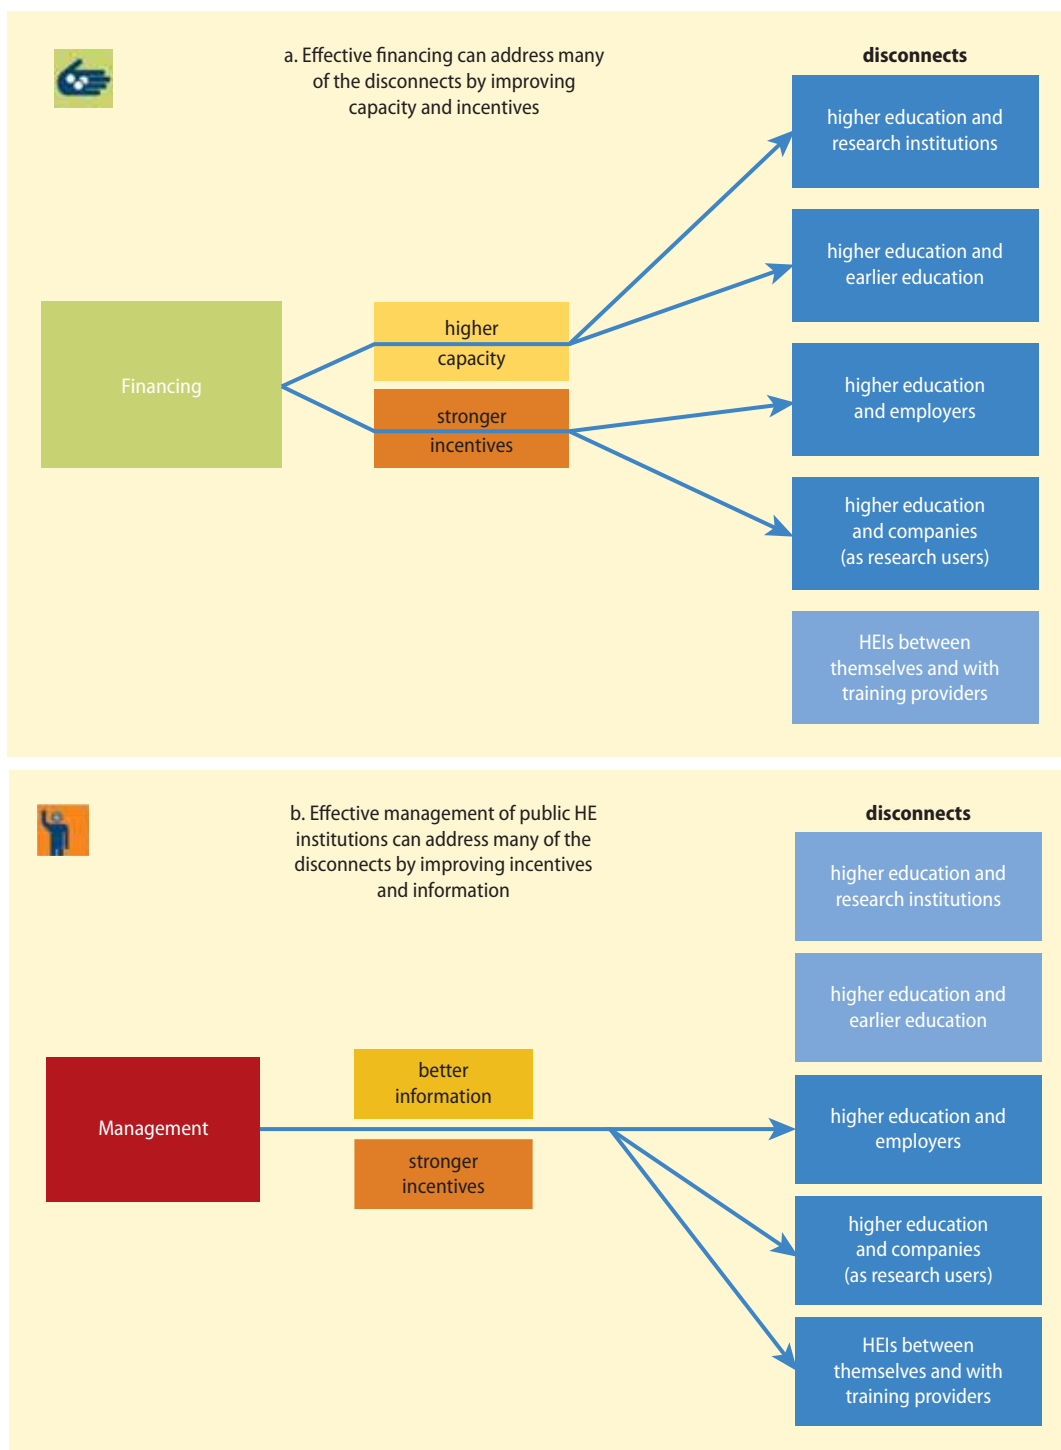 a. Effective financing can address many
of the disconnects by improving
capacity and incentives
disconnects
higher education and
research institutions
higher education and
earlier education
Financing
higher
capacity
stronger
incentives
higher education
and employers
higher education
and companies
(as research users)
HEIs between
themselves and with
training providers
b. Effective management of public HE
institutions can address many of the
disconnects by improving incentives
and information
disconnects
higher education and
research institutions
higher education and
earlier education
Management
better
information
stronger
incentives
higher education and
employers
higher education
and companies
(as research users)
HEIs between
themselves and with
training providers